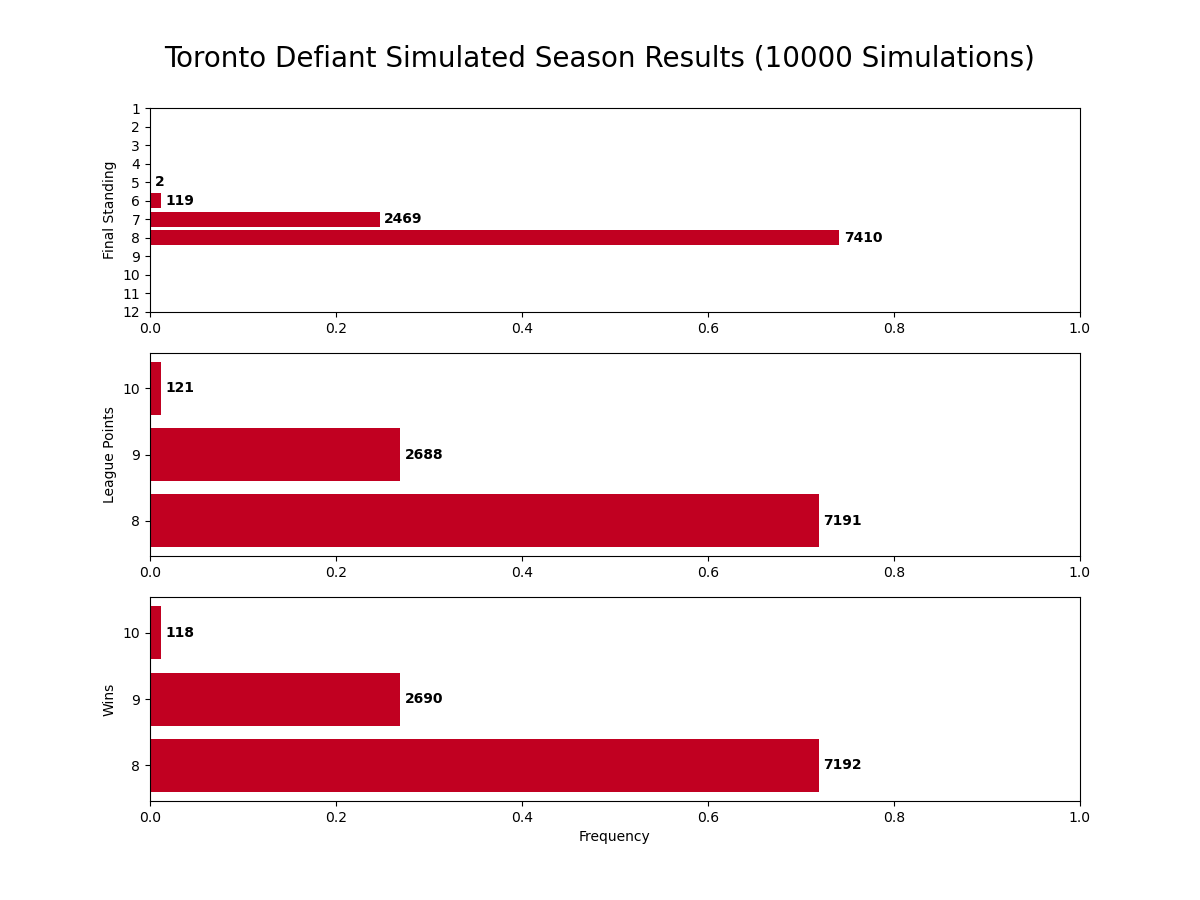 Toronto Defiant Simulated Season Results (10000 Simulations)
Final Standing
1
2
3
4
5 2
6 119
7 2469
8 7410
9
10
11
12
0.0 0.2 0.4 0.6 0.8 1.0
League Points
10 121
9 2688
8 7191
0.0 0.2 0.4 0.6 0.8 1.0
Wins
10 118
9 2690
8 7192
0.0 0.2 0.4 0.6 0.8 1.0
Frequency